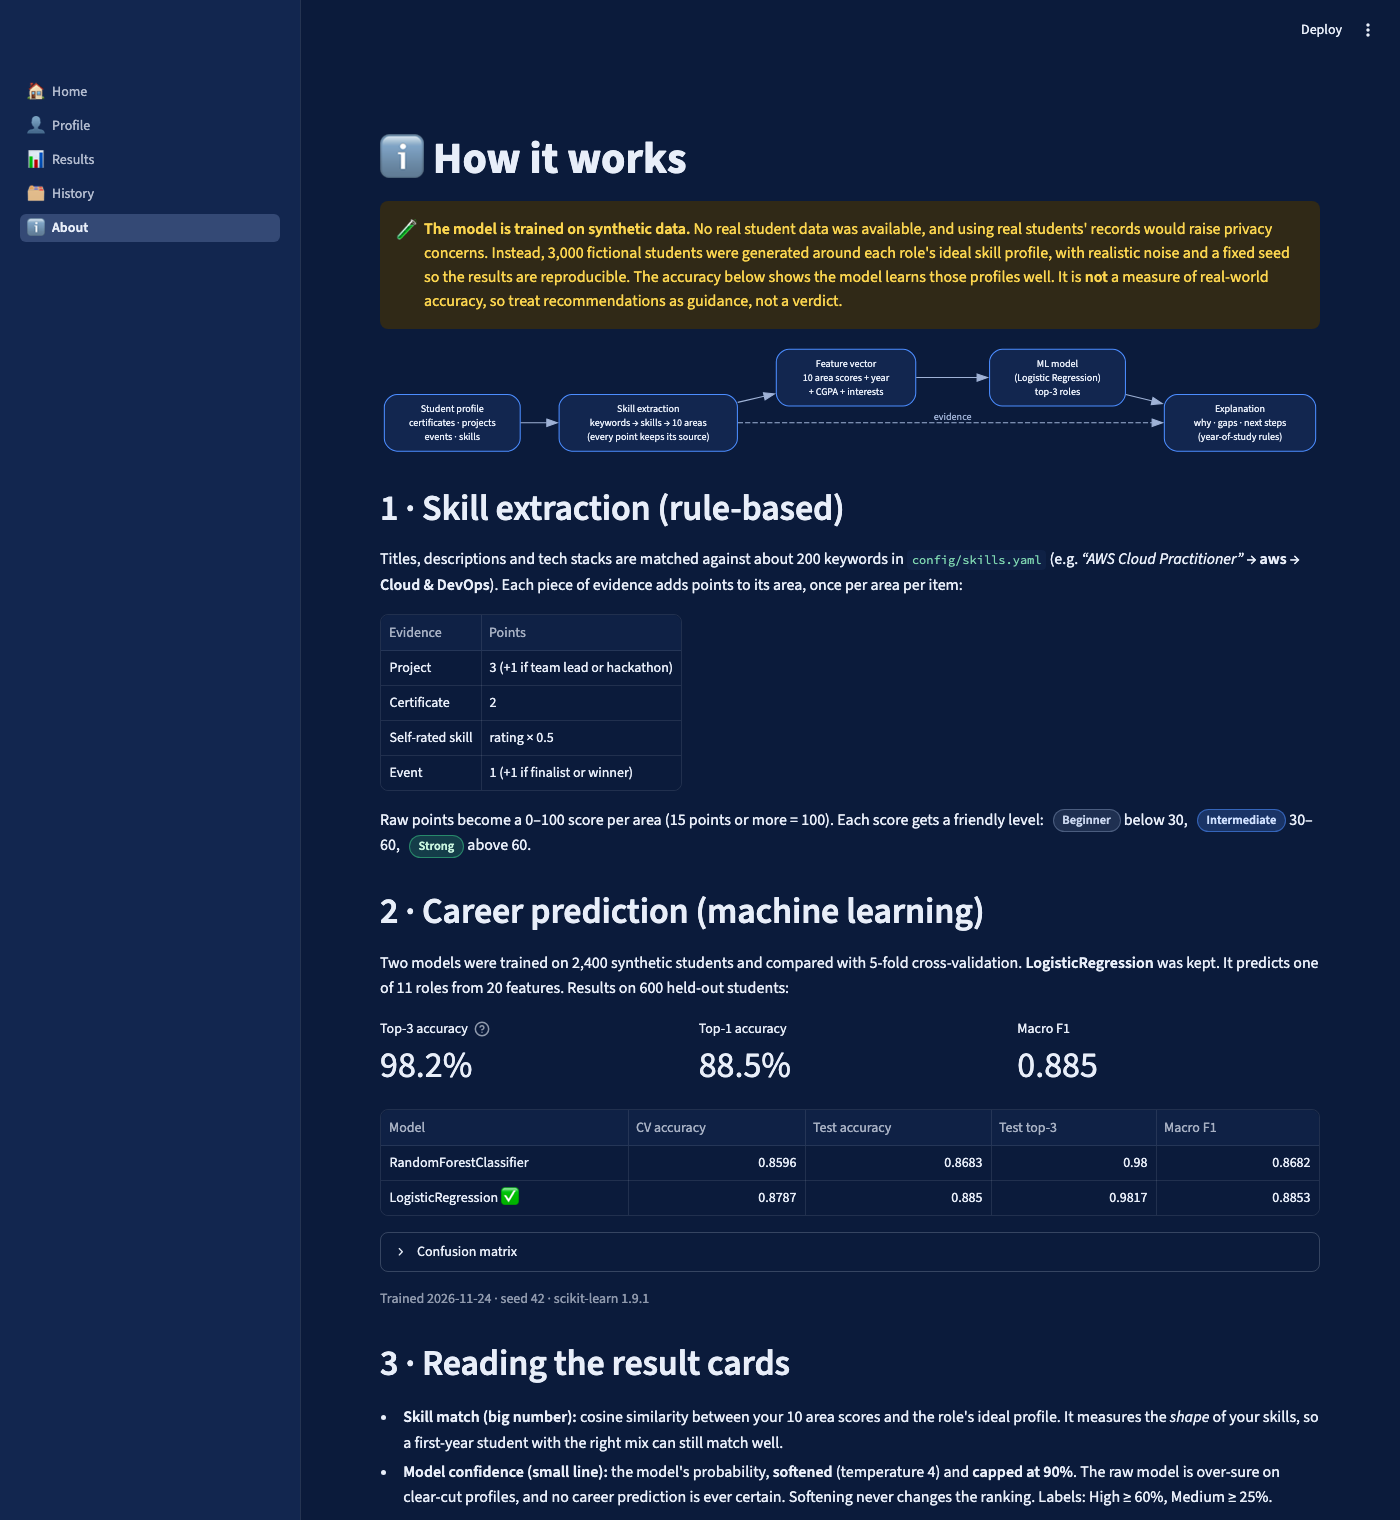 Deploy
Home
Profile
Results
History
About
How it works
The model is trained on synthetic data. No real student data was available, and using real students' records would raise privacy
concerns. Instead, 3,000 fictional students were generated around each role's ideal skill profile, with realistic noise and a fixed seed
so the results are reproducible. The accuracy below shows the model learns those profiles well. It is not a measure of real-world
accuracy, so treat recommendations as guidance, not a verdict.
Student profile
certificates · projects
events · skills
Skill extraction
keywords → skills → 10 areas
(every point keeps its source)
Feature vector
10 area scores + year
+ CGPA + interests
ML model
(Logistic Regression)
top-3 roles
evidence
Explanation
why · gaps · next steps
(year-of-study rules)
1 · Skill extraction (rule-based)
Titles, descriptions and tech stacks are matched against about 200 keywords in config/skills.yaml (e.g. “AWS Cloud Practitioner” → aws →
Cloud & DevOps). Each piece of evidence adds points to its area, once per area per item:
Evidence Points
Project 3 (+1 if team lead or hackathon)
Certificate 2
Self-rated skill rating × 0.5
Event 1 (+1 if finalist or winner)
Raw points become a 0–100 score per area (15 points or more = 100). Each score gets a friendly level: Beginner below 30, Intermediate 30–
60, Strong above 60.
2 · Career prediction (machine learning)
Two models were trained on 2,400 synthetic students and compared with 5-fold cross-validation. LogisticRegression was kept. It predicts one
of 11 roles from 20 features. Results on 600 held-out students:
Top-3 accuracy Top-1 accuracy Macro F1
98.2% 88.5% 0.885
Model CV accuracy Test accuracy Test top-3 Macro F1
RandomForestClassifier 0.8596 0.8683 0.98 0.8682
LogisticRegression ✅ 0.8787 0.885 0.9817 0.8853
Confusion matrix
Trained 2026-11-24 · seed 42 · scikit-learn 1.9.1
3 · Reading the result cards
• Skill match (big number): cosine similarity between your 10 area scores and the role's ideal profile. It measures the shape of your skills, so
a first-year student with the right mix can still match well.
• Model confidence (small line): the model's probability, softened (temperature 4) and capped at 90%. The raw model is over-sure on
clear-cut profiles, and no career prediction is ever certain. Softening never changes the ranking. Labels: High ≥ 60%, Medium ≥ 25%.